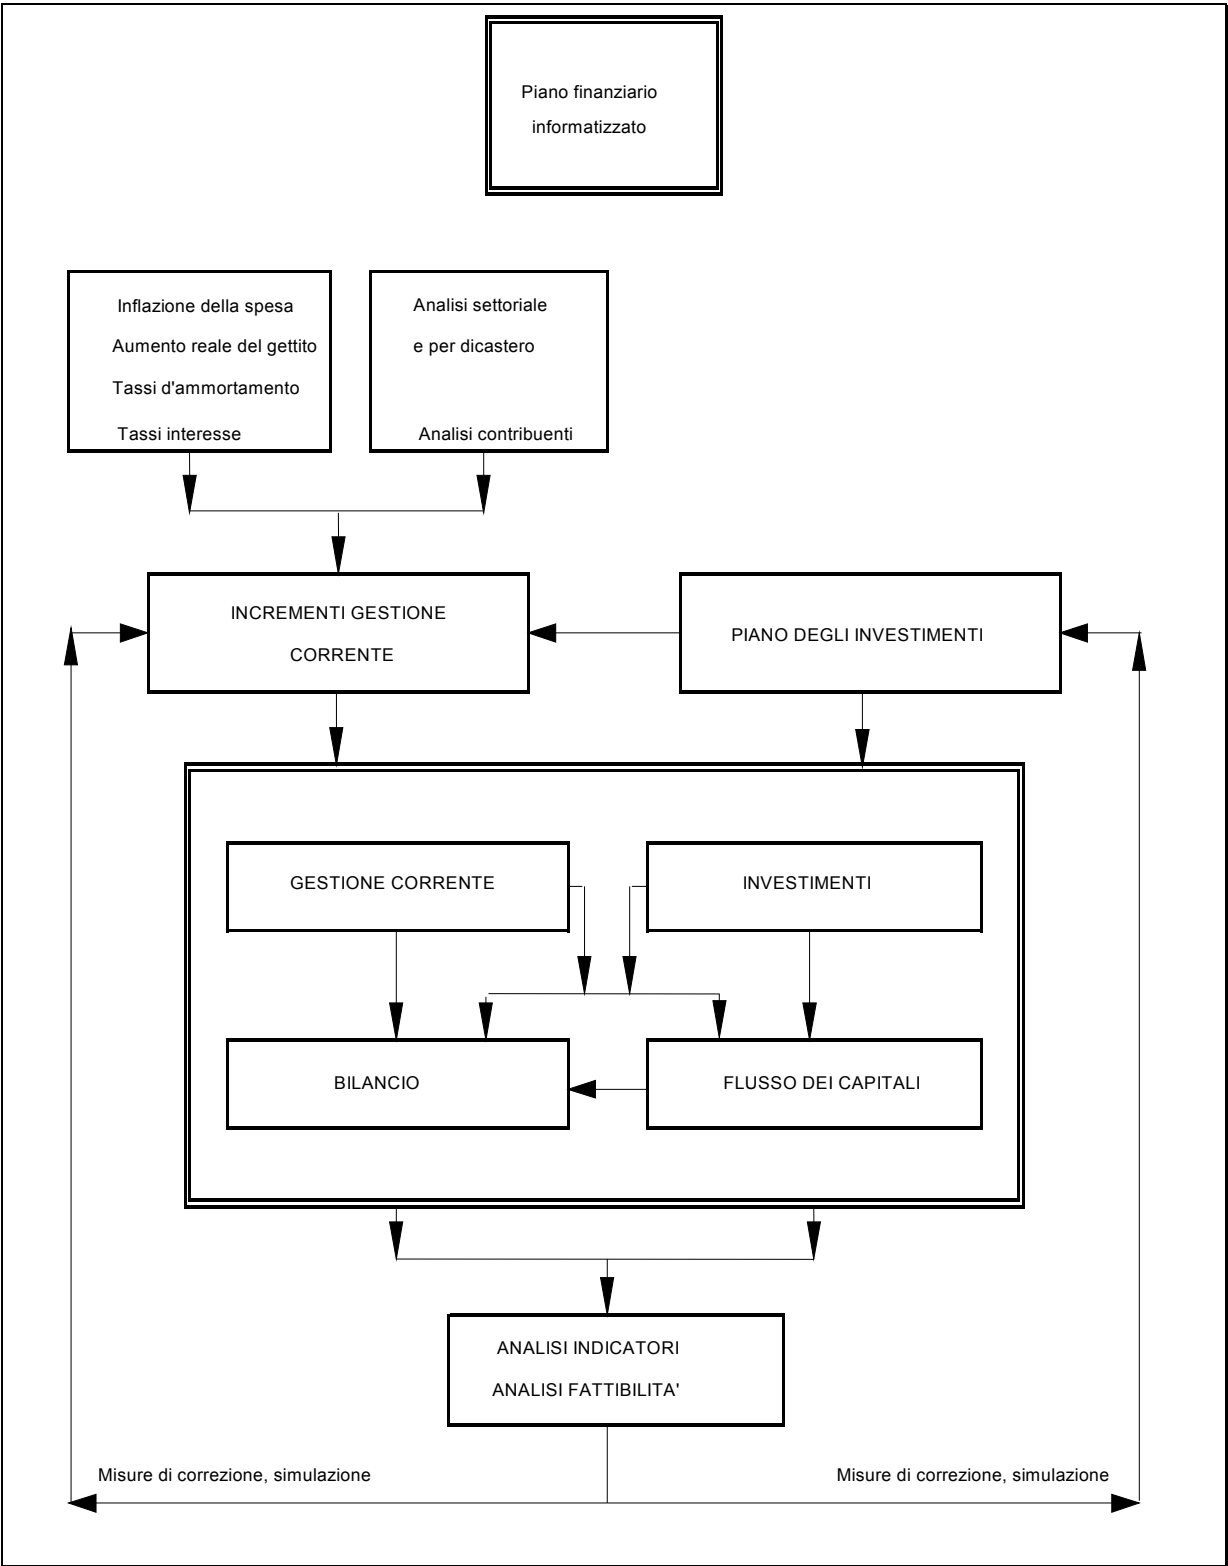 Piano finanziario
informatizzato
Inflazione della spesa
Aumento reale del gettito
Tassi d'ammortamento
Tassi interesse
Analisi settoriale
e per dicastero
Analisi contribuenti
INCREMENTI GESTIONE
CORRENTE
PIANO DEGLI INVESTIMENTI
GESTIONE CORRENTE
INVESTIMENTI
BILANCIO
FLUSSO DEI CAPITALI
ANALISI INDICATORI
ANALISI FATTIBILITA'
Misure di correzione, simulazione
Misure di correzione, simulazione